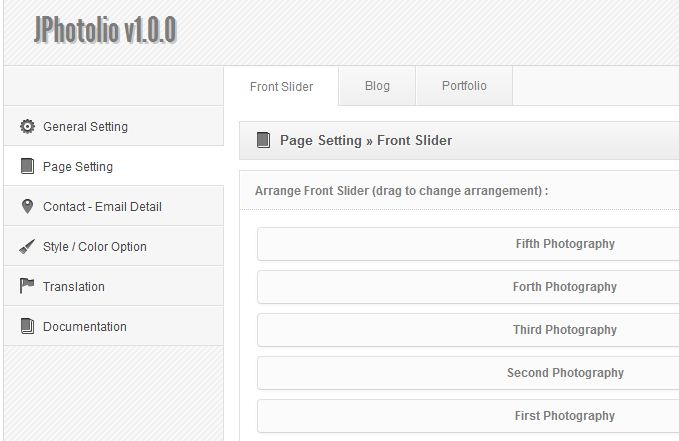 JPhotolio v1.0.0
Front Slider
Blog
Portfolio
General Setting
Page Setting
Contact - Email Detail
Style / Color Option
Translation
Documentation
Page Setting » Front Slider
Arrange Front Slider (drag to change arrangement) :
Fifth Photography
Forth Photography
Third Photography
Second Photography
First Photography